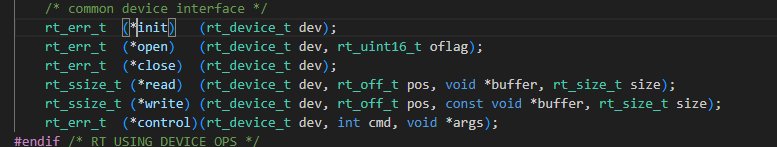 /* common device interface */
rt_err_t  (*init)   (rt_device_t dev);
rt_err_t  (*open)   (rt_device_t dev, rt_uint16_t oflag);
rt_err_t  (*close)  (rt_device_t dev);
rt_ssize_t (*read)  (rt_device_t dev, rt_off_t pos, void *buffer, rt_size_t size);
rt_ssize_t (*write) (rt_device_t dev, rt_off_t pos, const void *buffer, rt_size_t size);
rt_err_t  (*control)(rt_device_t dev, int cmd, void *args);
#endif /* RT_USING_DEVICE_OPS */